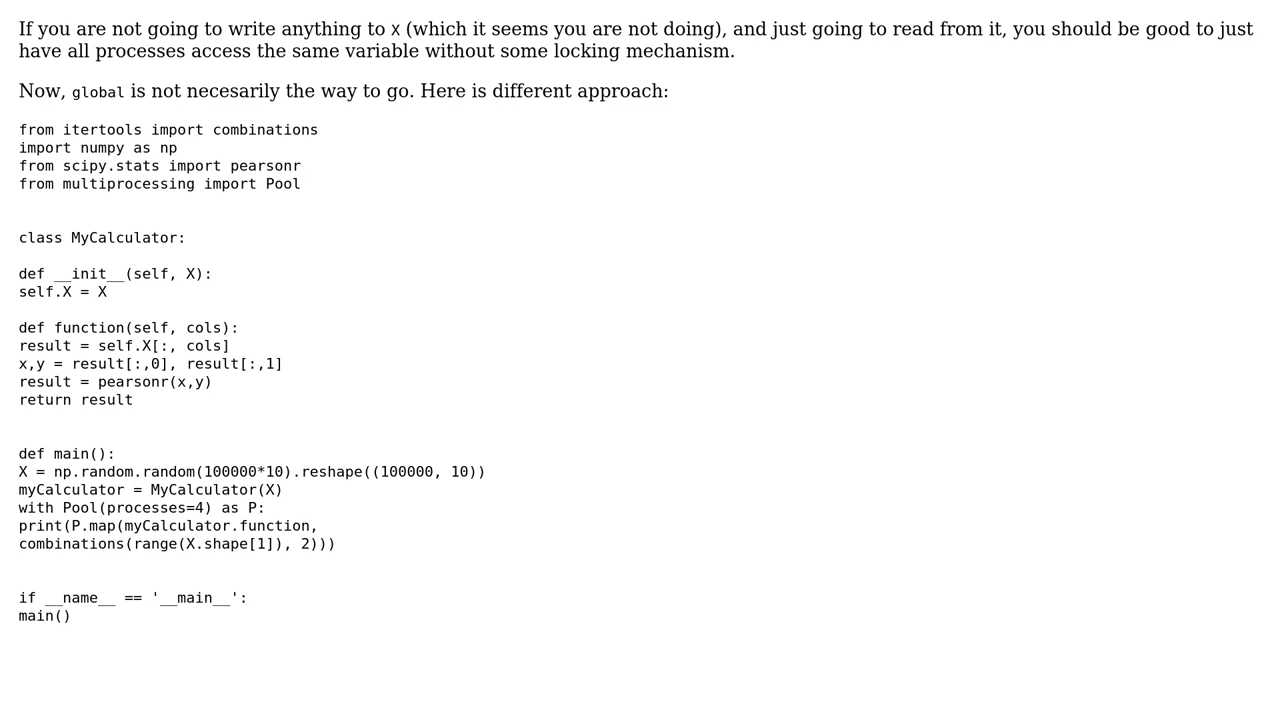 If you are not going to write anything to X (which it seems you are not doing), and just going to read from it, you should be good to just
have all processes access the same variable without some locking mechanism.
Now, global is not necesarily the way to go. Here is different approach:
from itertools import combinations
import numpy as np
from scipy.stats import pearsonr
from multiprocessing import Pool
class MyCalculator:
def __init__(self, X):
self.X = X
def function(self, cols):
result = self.X[:, cols]
x,y = result[:,0], result[:,1]
result = pearsonr(x,y)
return result
def main():
X = np.random.random(100000*10).reshape((100000, 10))
myCalculator = MyCalculator(X)
with Pool(processes=4) as P:
print(P.map(myCalculator.function,
combinations(range(X.shape[1]), 2)))
if __name__ == '__main__':
main()